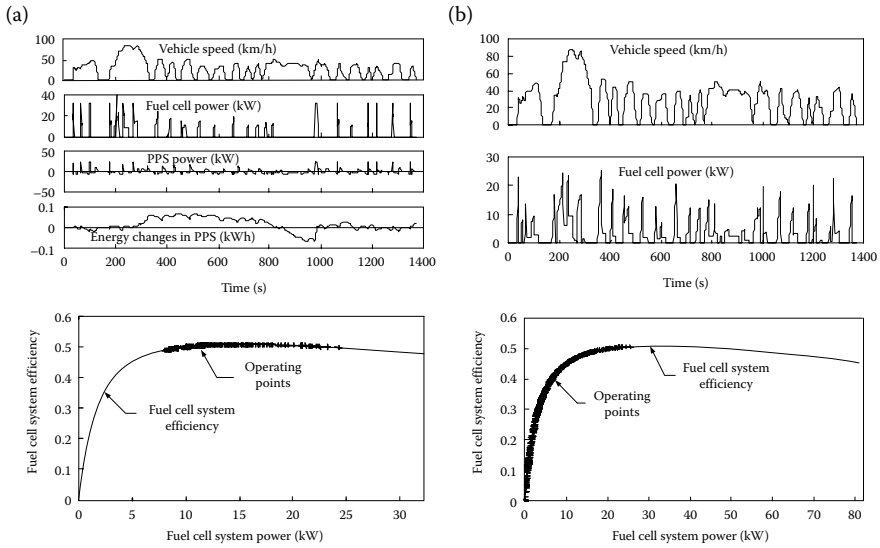 (a)
100
50
0
Vehicle speed (km/h)
40
20
0
Fuel cell power (kW)
50
0
−50
PPS power (kW)
0.1
0
−0.1
Energy changes in PPS (kWh)
0 200 400 600 800 1000 1200 1400
Time (s)
Fuel cell system efficiency
0.6
0.5
0.4
0.3
0.2
0.1
0
Operating
points
Fuel cell system
efficiency
0 5 10 15 20 25 30
Fuel cell system power (kW)
(b)
100
80
60
40
20
0
Vehicle speed (km/h)
30
20
10
0
Fuel cell power (kW)
0 200 400 600 800 1000 1200 1400
Time (s)
Fuel cell system efficiency
0.6
0.5
0.4
0.3
0.2
0.1
0
Fuel cell system
efficiency
Operating
points
0 10 20 30 40 50 60 70 80
Fuel cell system power (kW)